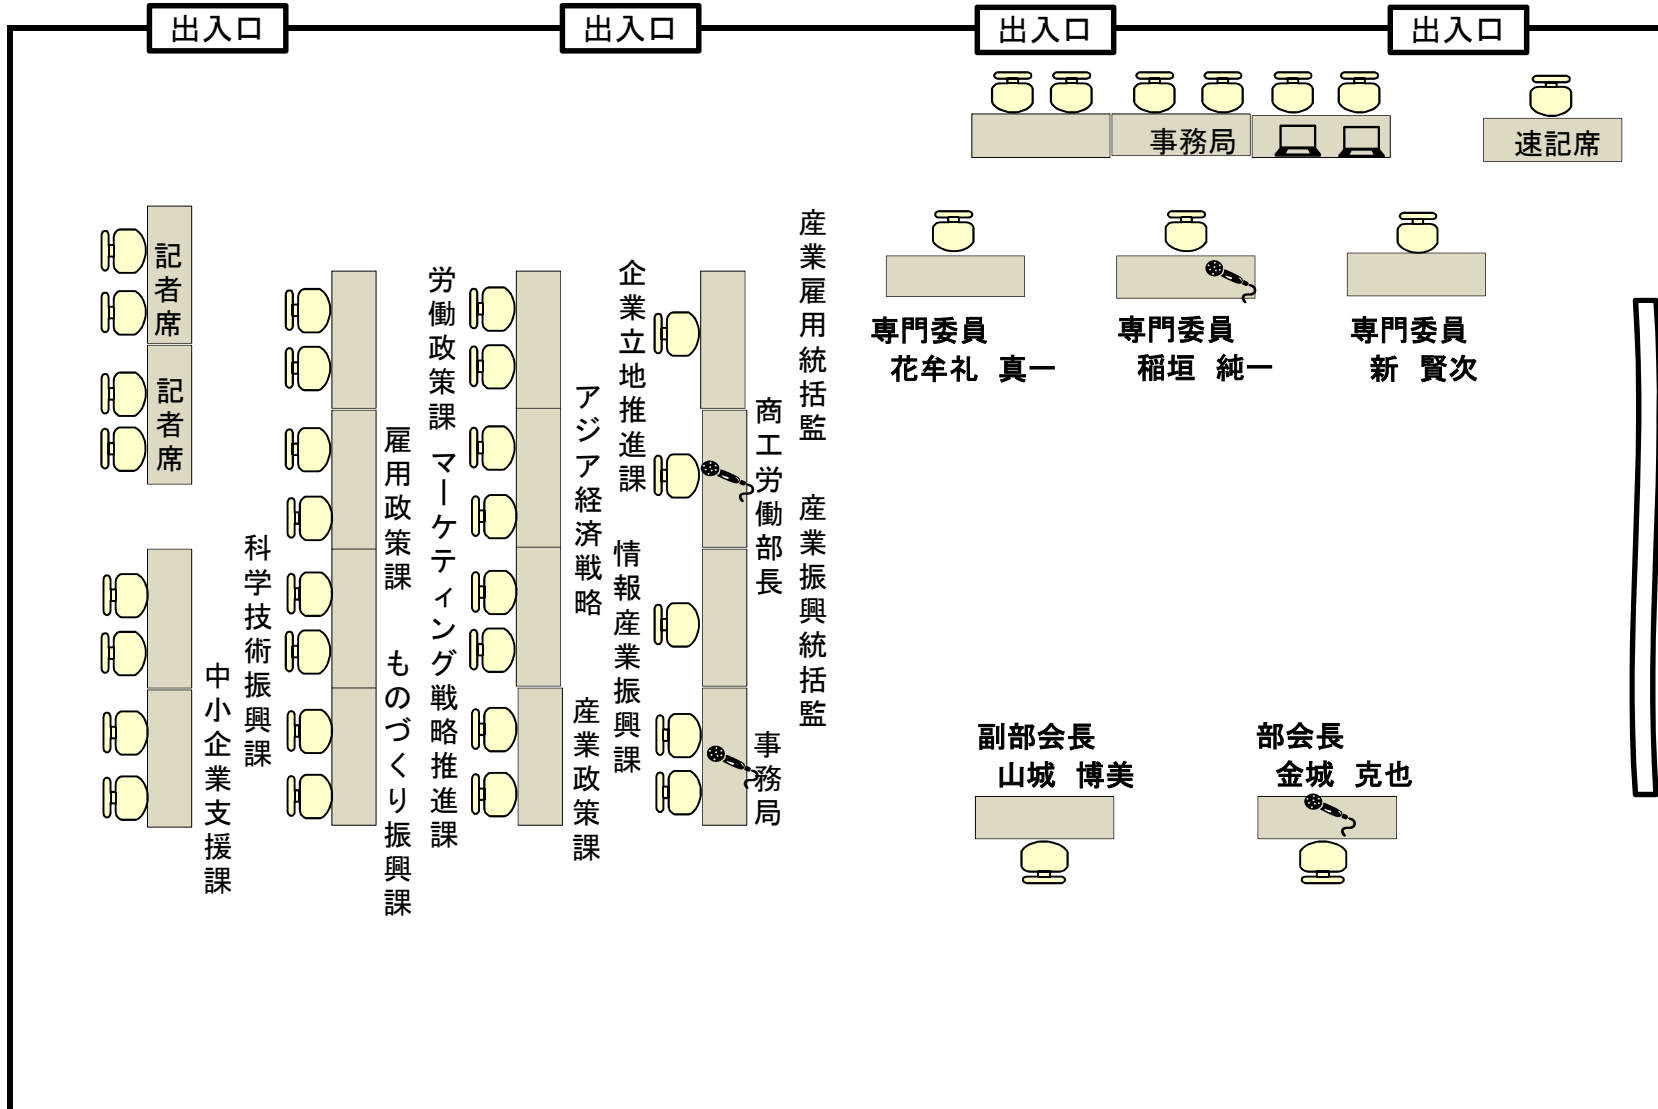 出入口
出入口
出入口
出入口
事務局
速記席
専門委員
花牟礼 真一
専門委員
稲垣 純一
専門委員
新 賢次
産業雇用統括監
産業振興統括監
商工労働部長
事務局
企業立地推進課
情報産業振興課
アジア経済戦略
産業政策課
労働政策課
マーケティング戦略推進課
雇用政策課
ものづくり振興課
科学技術振興課
中小企業支援課
記者席
記者席
副部会長
山城 博美
部会長
金城 克也